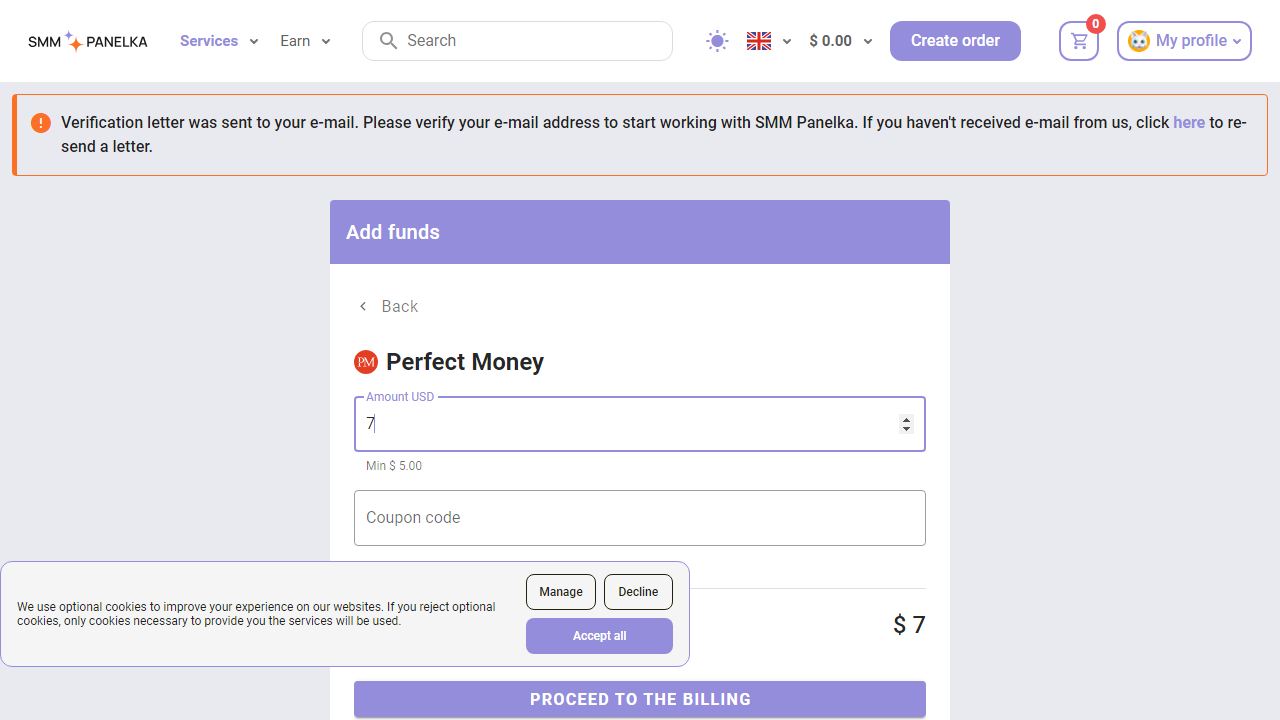 SMM PANELKA
Services
Earn
Search
$ 0.00
Create order
0
My profile
Verification letter was sent to your e-mail. Please verify your e-mail address to start working with SMM Panelka. If you haven't received e-mail from us, click here to re-
send a letter.
Add funds
Back
PM Perfect Money
Amount USD
7
Min $ 5.00
Coupon code
We use optional cookies to improve your experience on our websites. If you reject optional
cookies, only cookies necessary to provide you the services will be used.
Manage
Decline
Accept all
$ 7
PROCEED TO THE BILLING